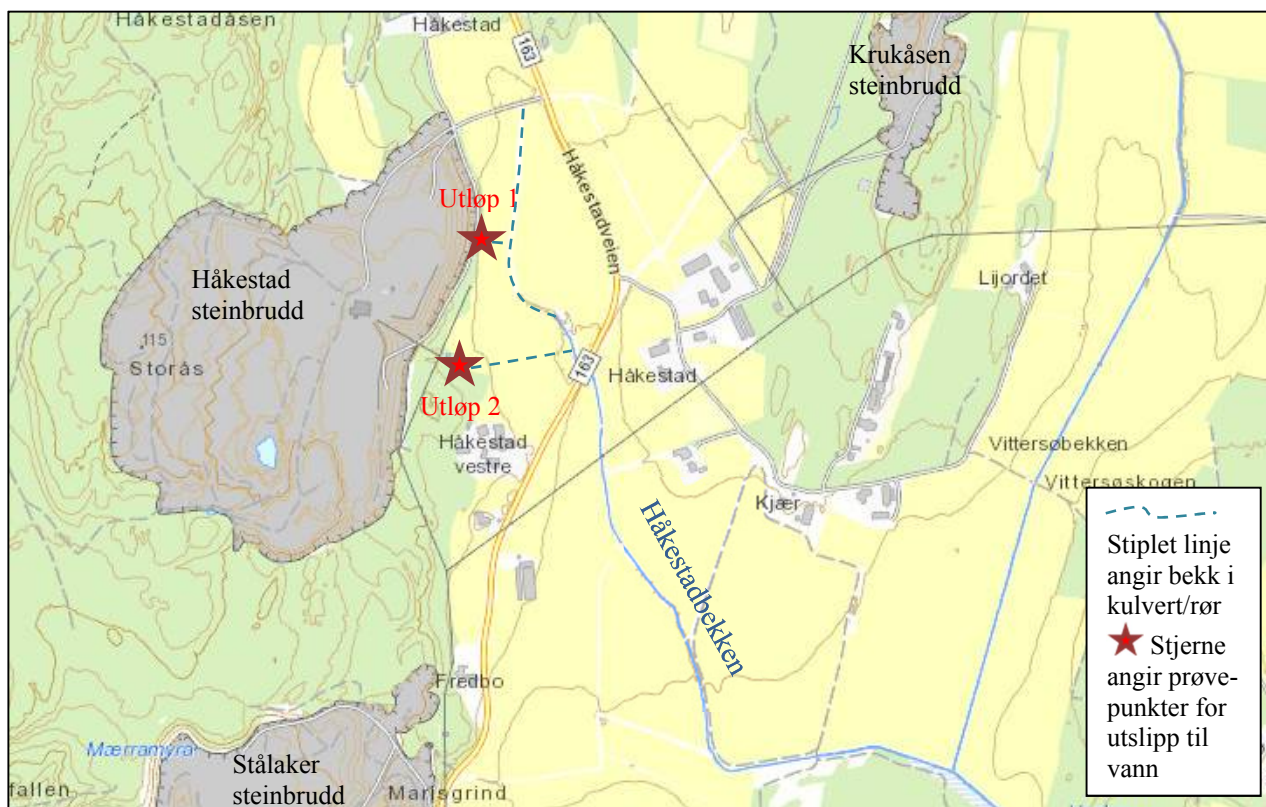 Håkestadåsen
Håkestad
163
Krukåsen
steinbrudd
Håkestadveien
Utløp 1
Håkestad
steinbrudd
115
Storås
Lijordet
163
Håkestad
Utløp 2
Håkestad
vestre
Vittersøbekken
Vittersøskogen
Kjær
Håkestadbekken
Stiplet linje
angir bekk i
kulvert/rør
Stjerne
angir prøve-
punkter for
utslipp til
vann
Fredbo
Mærramyra
Stålaker
steinbrudd
fallen
Marisgrind